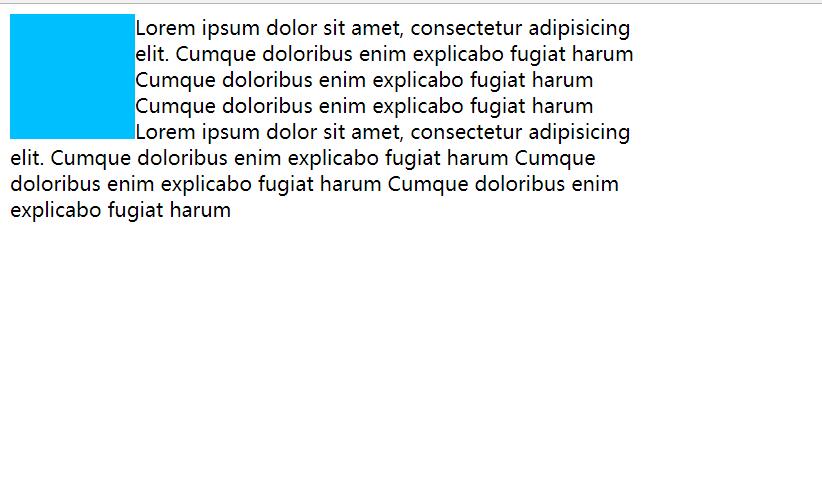 Lorem ipsum dolor sit amet, consectetur adipisicing
elit. Cumque doloribus enim explicabo fugiat harum
Cumque doloribus enim explicabo fugiat harum
Cumque doloribus enim explicabo fugiat harum
Lorem ipsum dolor sit amet, consectetur adipisicing
elit. Cumque doloribus enim explicabo fugiat harum Cumque
doloribus enim explicabo fugiat harum Cumque doloribus enim
explicabo fugiat harum